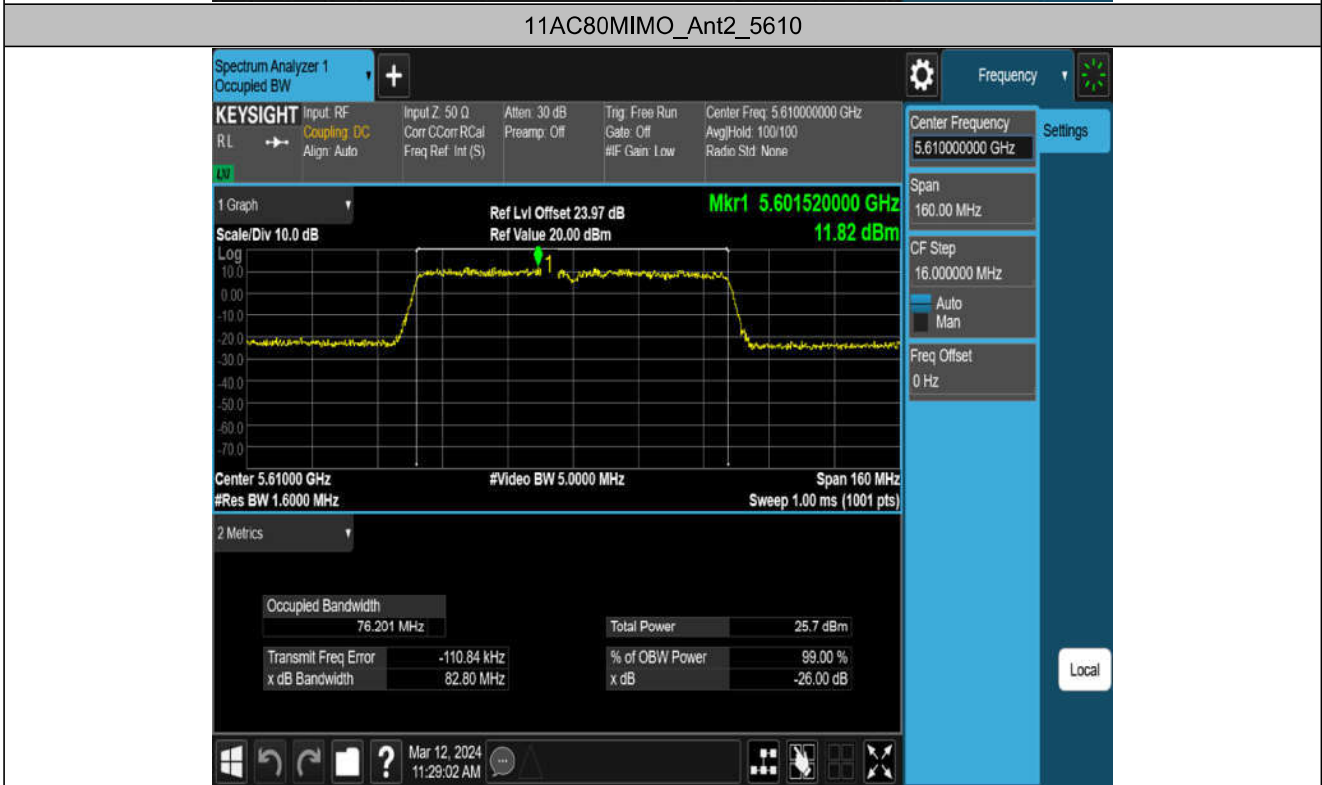 11AC80MIMO_Ant2_5610
Spectrum Analyzer 1
Occupied BW
Frequency
KEYSIGHT
RL
LXI
Input: RF
Coupling: DC
Align: Auto
Input Z: 50 Ω
Corr CCorr RCal
Freq Ref: Int (S)
Atten: 30 dB
Preamp: Off
Trig: Free Run
Gate: Off
#IF Gain: Low
Center Freq: 5.610000000 GHz
Avg|Hold: 100/100
Radio Std: None
Center Frequency
5.610000000 GHz
Settings
Span
160.00 MHz
CF Step
16.000000 MHz
Auto
Man
Freq Offset
0 Hz
1 Graph
Scale/Div 10.0 dB
Ref Lvl Offset 23.97 dB
Ref Value 20.00 dBm
Mkr1 5.601520000 GHz
11.82 dBm
Log
1
10.0
0.00
-10.0
-20.0
-30.0
-40.0
-50.0
-60.0
-70.0
Center 5.61000 GHz
#Video BW 5.0000 MHz
Span 160 MHz
#Res BW 1.6000 MHz
Sweep 1.00 ms (1001 pts)
2 Metrics
Occupied Bandwidth
76.201 MHz
Total Power 25.7 dBm
Transmit Freq Error -110.84 kHz
% of OBW Power 99.00 %
x dB Bandwidth 82.80 MHz
x dB -26.00 dB
Local
?
Mar 12, 2024
11:29:02 AM